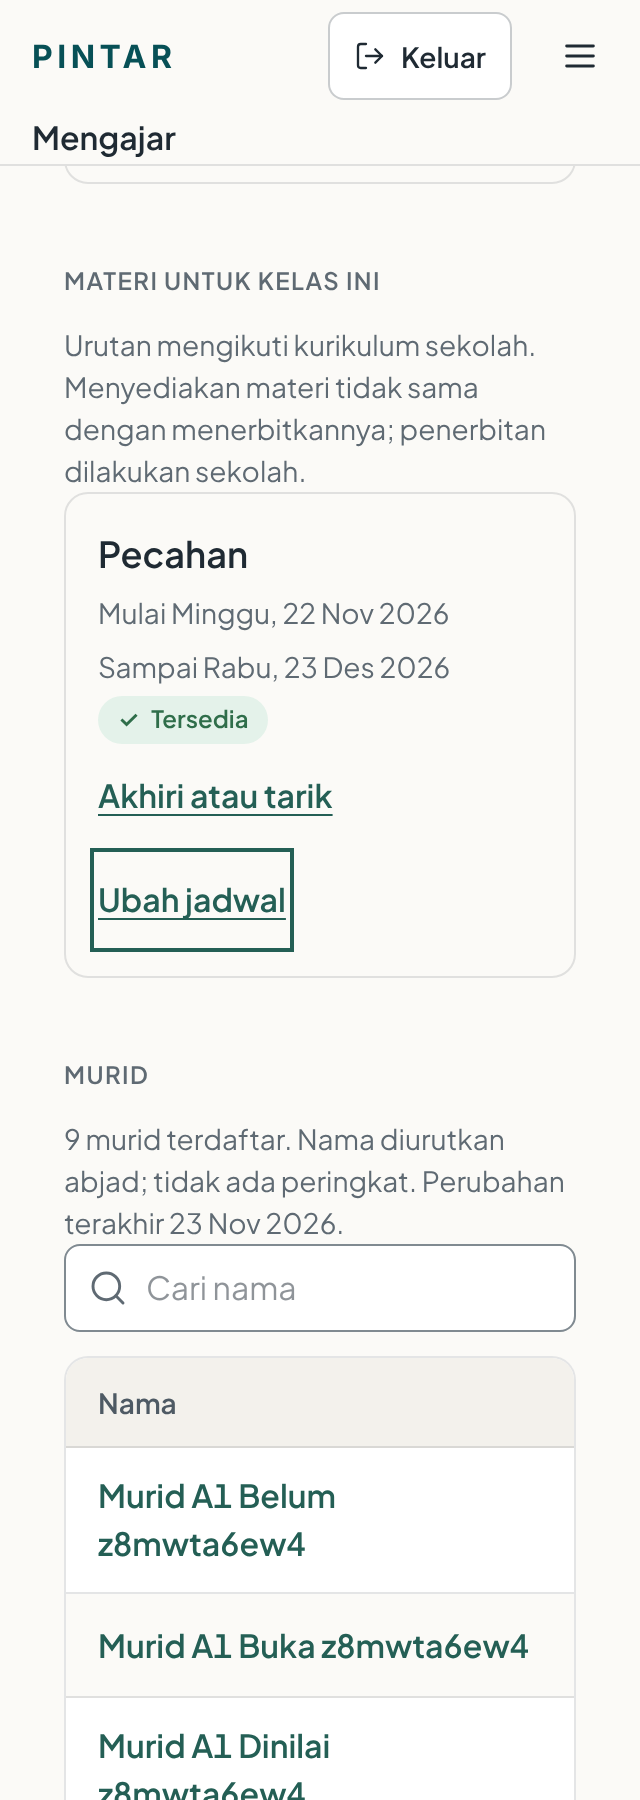 PINTAR
Keluar
Mengajar
MATERI UNTUK KELAS INI
Urutan mengikuti kurikulum sekolah.
Menyediakan materi tidak sama
dengan menerbitkannya; penerbitan
dilakukan sekolah.
Pecahan
Mulai Minggu, 22 Nov 2026
Sampai Rabu, 23 Des 2026
Tersedia
Akhiri atau tarik
Ubah jadwal
MURID
9 murid terdaftar. Nama diurutkan
abjad; tidak ada peringkat. Perubahan
terakhir 23 Nov 2026.
Cari nama
Nama
Murid A1 Belum
z8mwta6ew4
Murid A1 Buka z8mwta6ew4
Murid A1 Dinilai
z8mwta6ew4